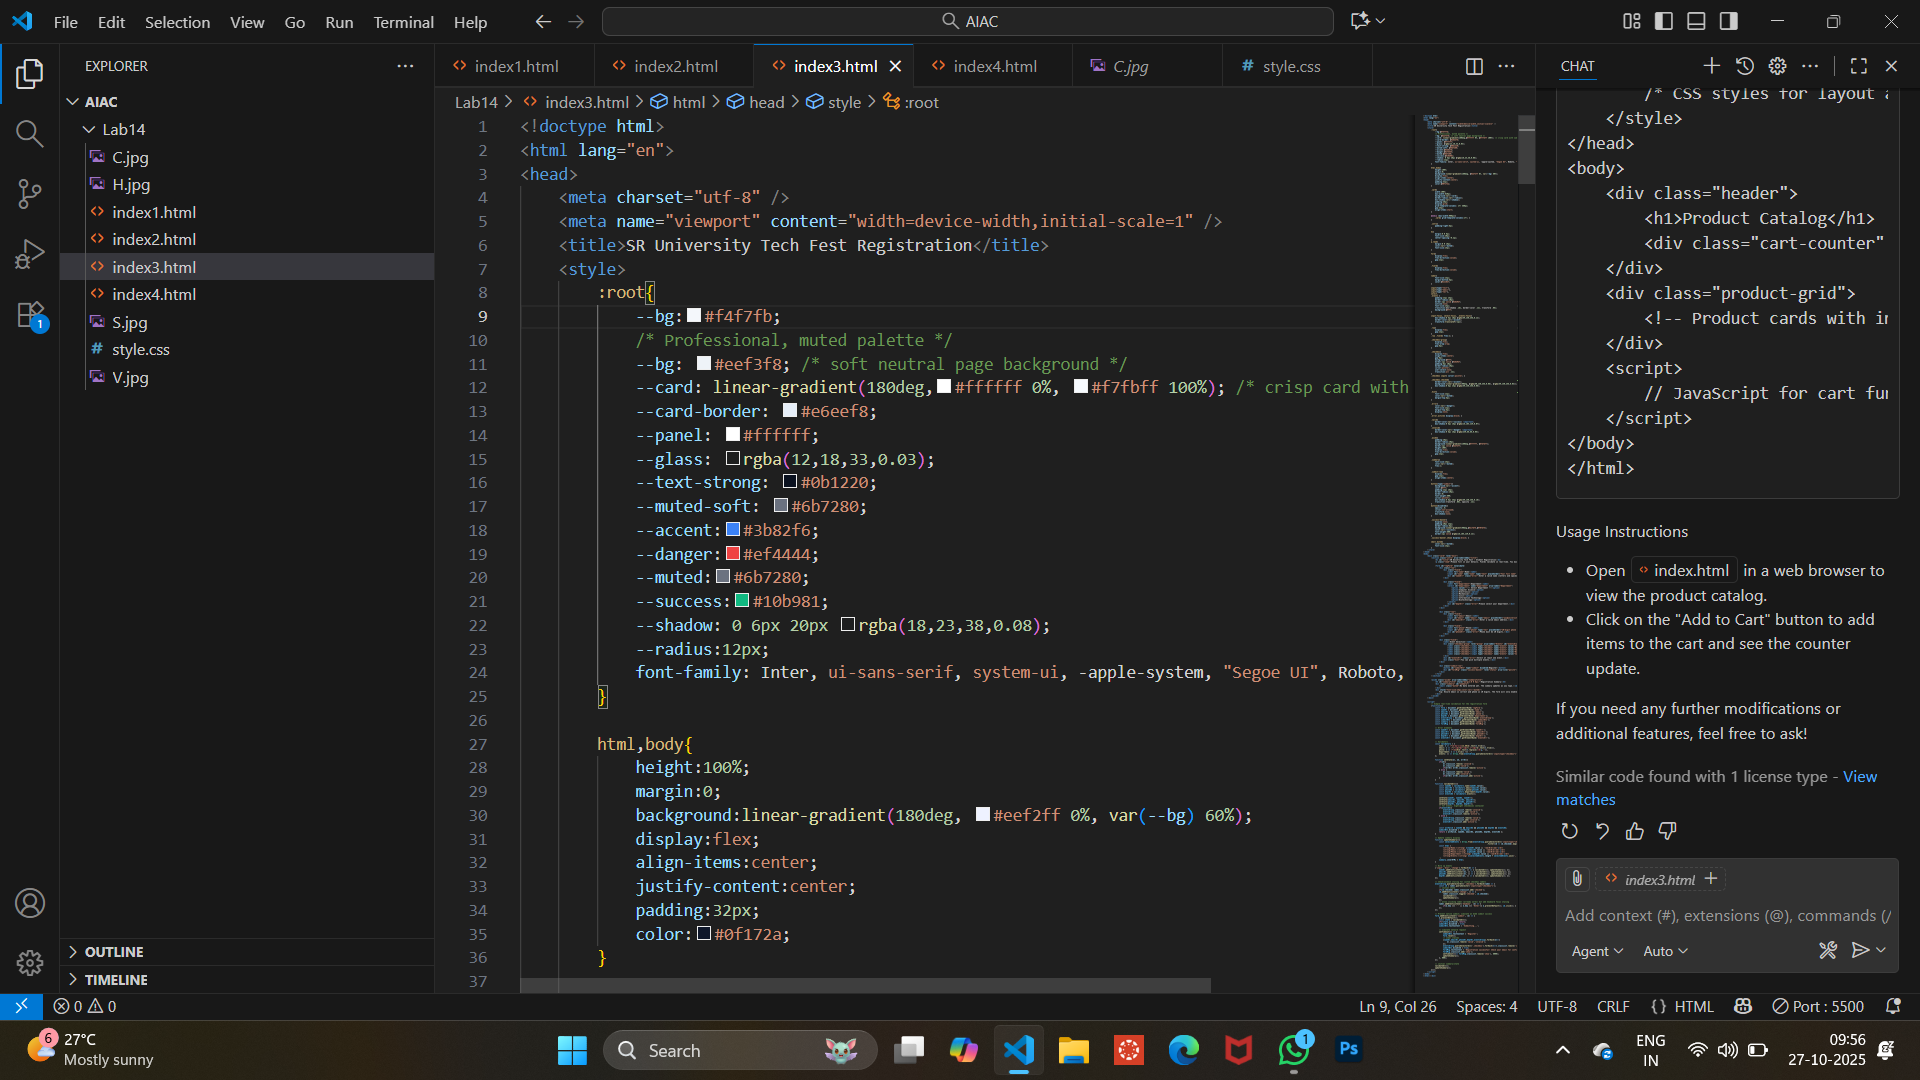 File Edit Selection View Go Run Terminal Help
AIAC
EXPLORER
AIAC
Lab14
C.jpg
H.jpg
index1.html
index2.html
index3.html
index4.html
S.jpg
style.css
V.jpg
OUTLINE
TIMELINE
1
index1.html index2.html index3.html index4.html C.jpg style.css
Lab14 > index3.html > html > head > style > :root
1 <!doctype html>
2 <html lang="en">
3 <head>
4 <meta charset="utf-8" />
5 <meta name="viewport" content="width=device-width,initial-scale=1" />
6 <title>SR University Tech Fest Registration</title>
7 <style>
8 :root{
9 --bg:#f4f7fb;
10 /* Professional, muted palette */
11 --bg: #eef3f8; /* soft neutral page background */
12 --card: linear-gradient(180deg,#ffffff 0%, #f7fbff 100%); /* crisp card with
13 --card-border: #e6eef8;
14 --panel: #ffffff;
15 --glass: rgba(12,18,33,0.03);
16 --text-strong: #0b1220;
17 --muted-soft: #6b7280;
18 --accent:#3b82f6;
19 --danger:#ef4444;
20 --muted:#6b7280;
21 --success:#10b981;
22 --shadow: 0 6px 20px rgba(18,23,38,0.08);
23 --radius:12px;
24 font-family: Inter, ui-sans-serif, system-ui, -apple-system, "Segoe UI", Roboto,
25 }
26
27 html,body{
28 height:100%;
29 margin:0;
30 background:linear-gradient(180deg, #eef2ff 0%, var(--bg) 60%);
31 display:flex;
32 align-items:center;
33 justify-content:center;
34 padding:32px;
35 color:#0f172a;
36 }
37
CHAT
/* CSS styles for layout a
</style>
</head>
<body>
<div class="header">
<h1>Product Catalog</h1>
<div class="cart-counter"
</div>
<div class="product-grid">
<!-- Product cards with in
</div>
<script>
// JavaScript for cart fun
</script>
</body>
</html>
Usage Instructions
Open index.html in a web browser to
view the product catalog.
Click on the "Add to Cart" button to add
items to the cart and see the counter
update.
If you need any further modifications or
additional features, feel free to ask!
Similar code found with 1 license type - View
matches
index3.html
Add context (#), extensions (@), commands (/
Agent Auto
0 0
Ln 9, Col 26 Spaces: 4 UTF-8 CRLF {} HTML Port : 5500
6
27°C
Mostly sunny
Search
1
Ps
ENG
IN
09:56
27-10-2025